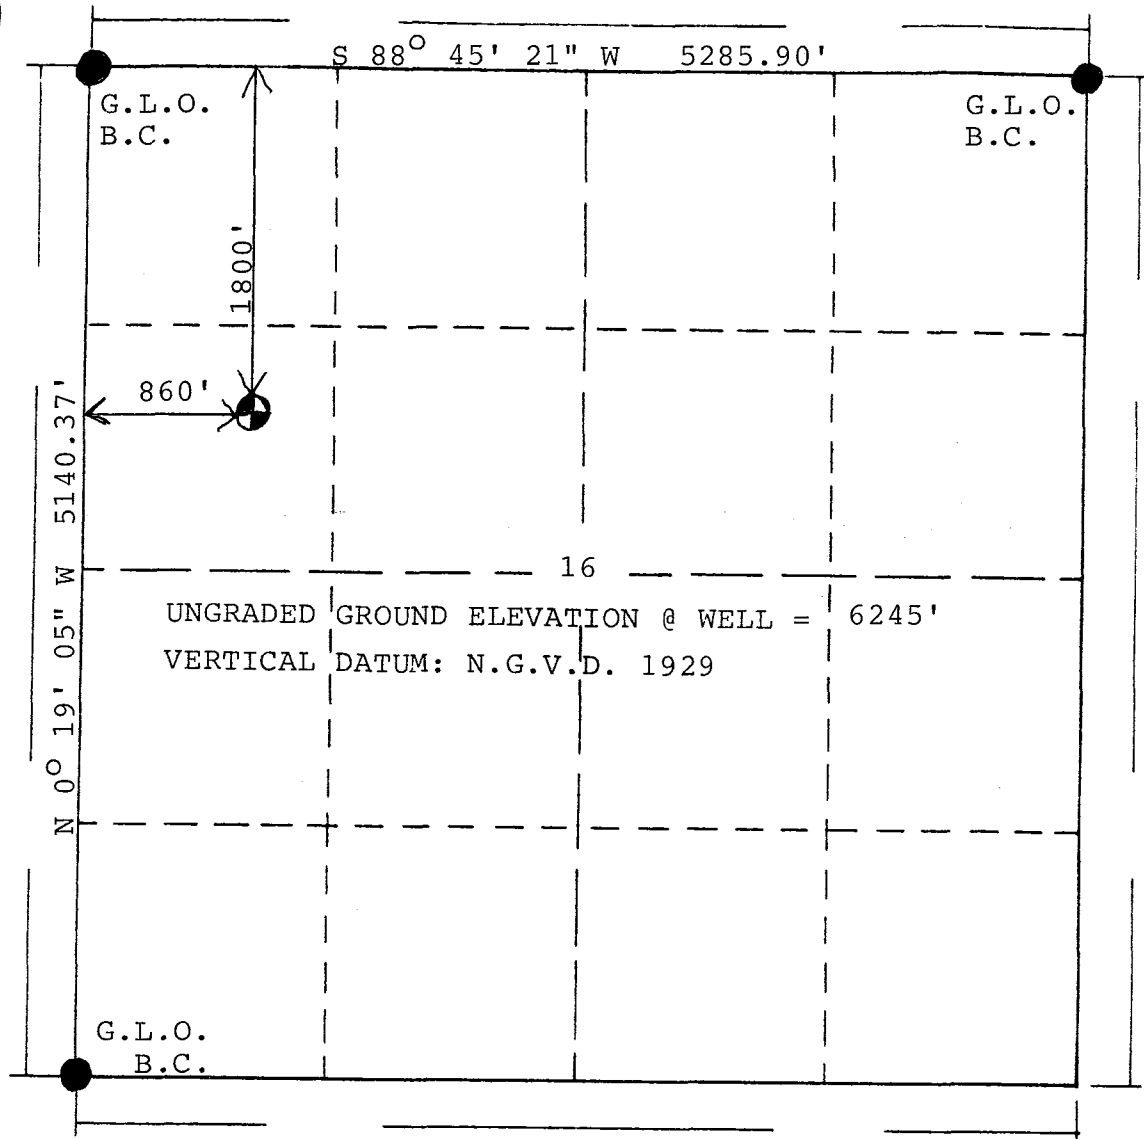 S 88° 45' 21" W 5285.90'
G.L.O.
B.C.
G.L.O.
B.C.
1800'
860'
N 0° 19' 05" W 5140.37'
16
UNGRADED GROUND ELEVATION @ WELL = 6245'
VERTICAL DATUM: N.G.V.D. 1929
G.L.O.
B.C.